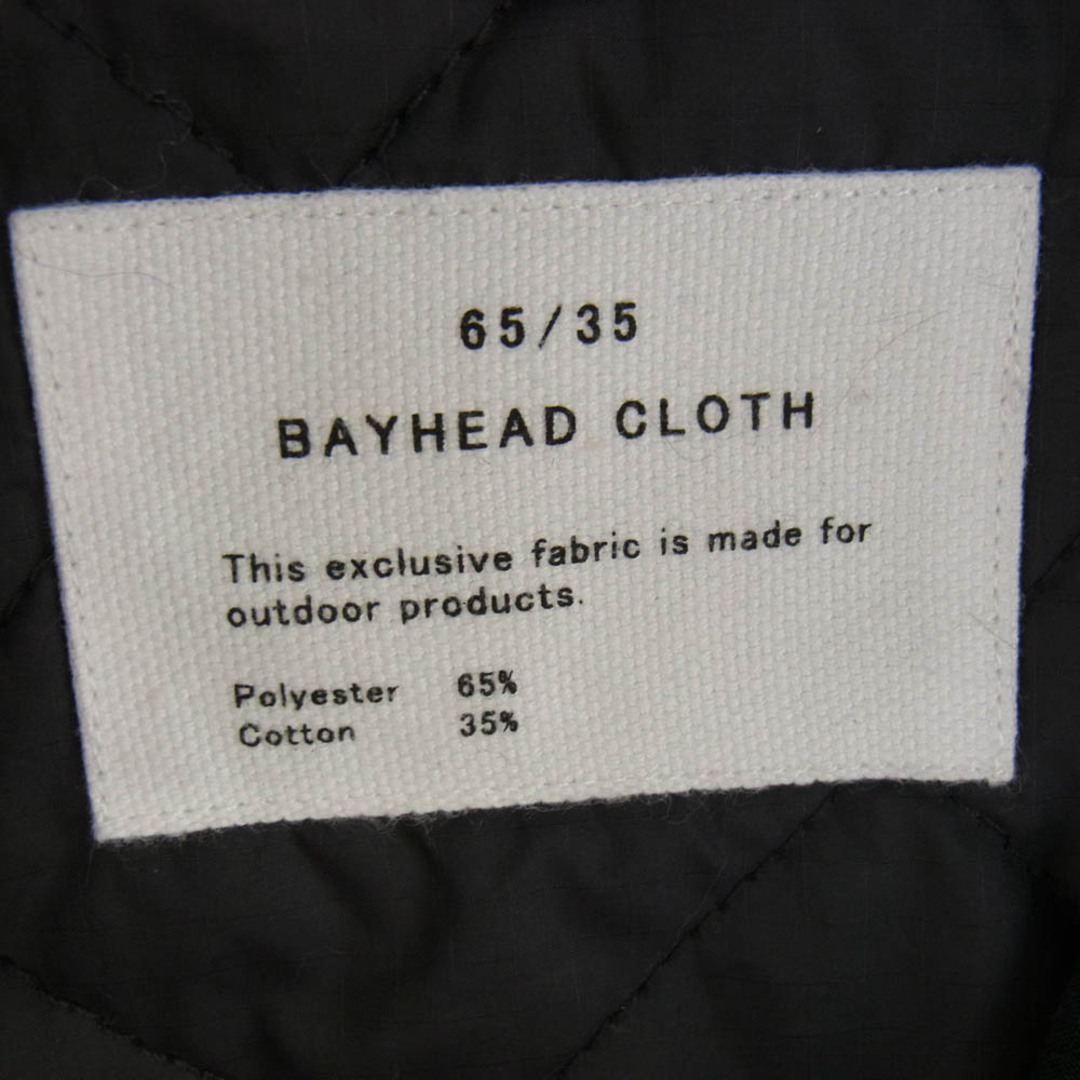 65/35
BAYHEAD CLOTH
This exclusive fabric is made for
outdoor products.
Polyester 65%
Cotton 35%